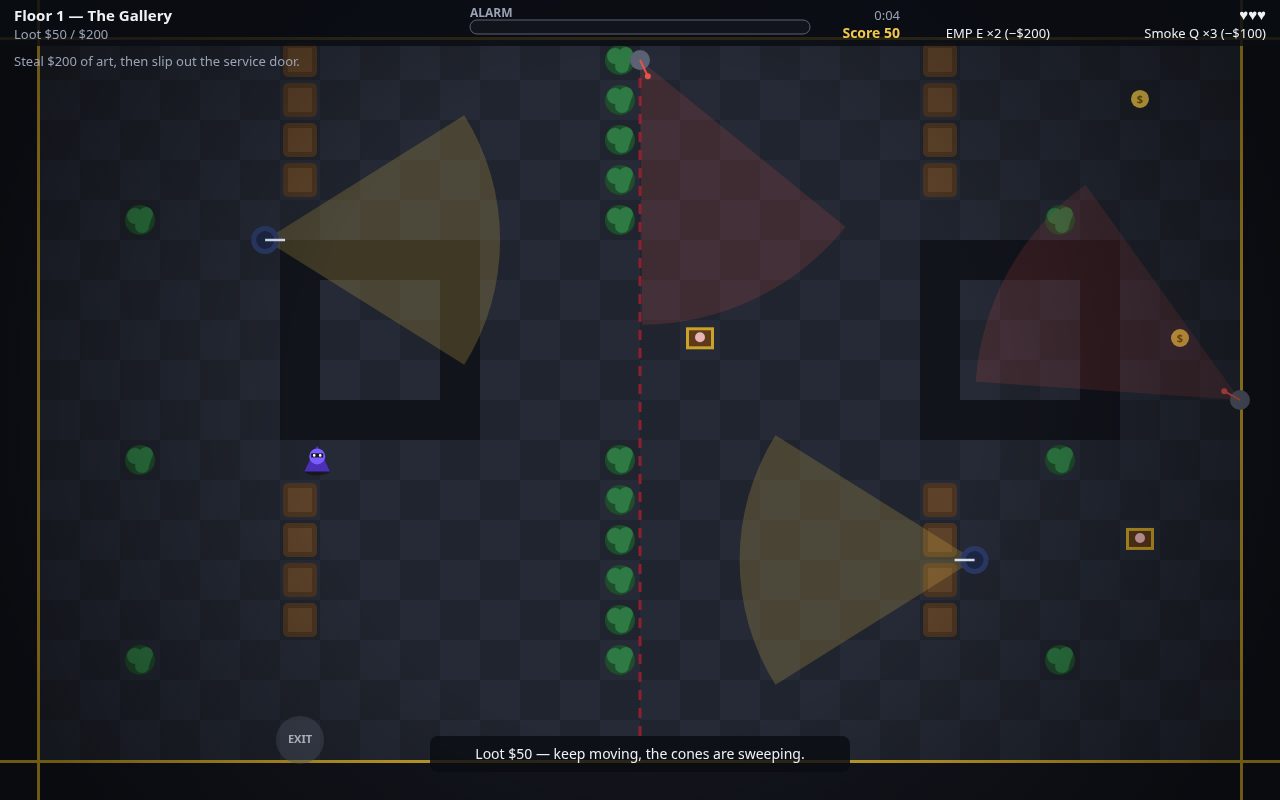 Floor 1 — The Gallery
Loot $50 / $200
ALARM
0:04
Score 50
EMP E ×2 (−$200)
♥♥♥
Smoke Q ×3 (−$100)
Steal $200 of art, then slip out the service door.
$
$
EXIT
Loot $50 — keep moving, the cones are sweeping.